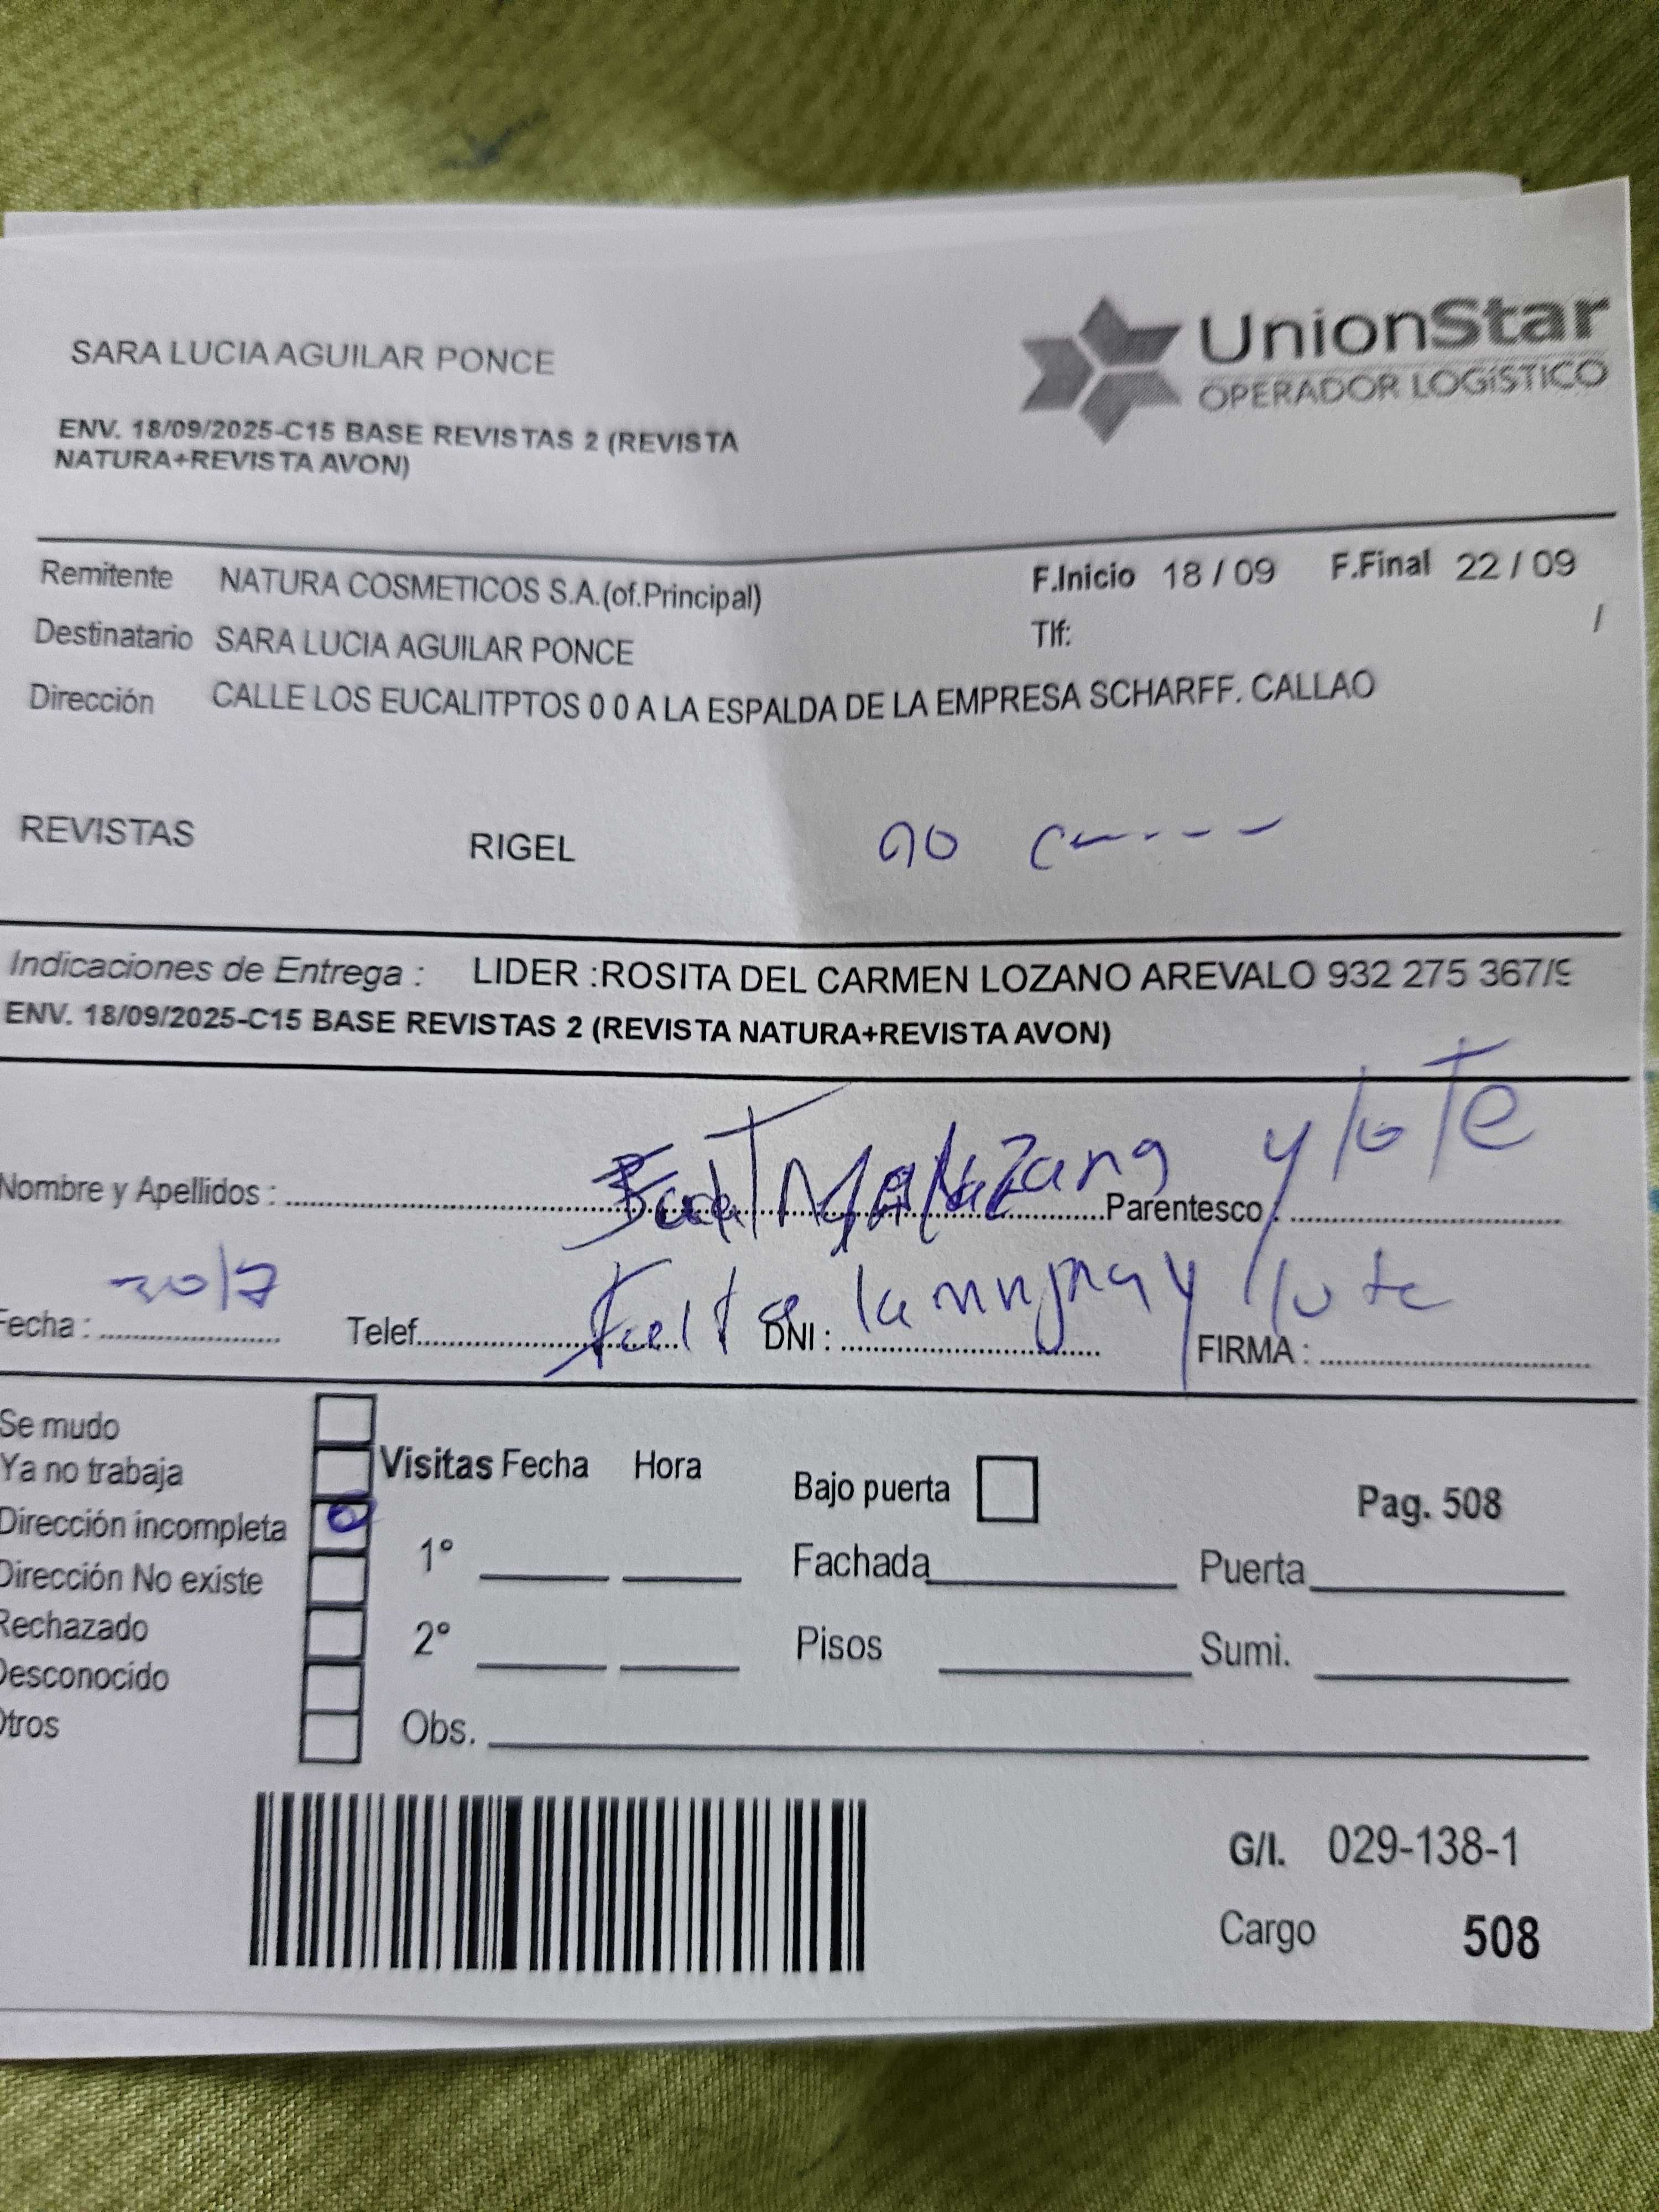 SARA LUCIA AGUILAR PONCE
UnionStar
OPERADOR LOGÍSTICO
ENV. 18/09/2025-C15 BASE REVISTAS 2 (REVISTA
NATURA+REVISTA AVON)
Remitente NATURA COSMETICOS S.A.(of.Principal) F.Inicio 18 / 09 F.Final 22 / 09
Destinatario SARA LUCIA AGUILAR PONCE Tlf: /
Dirección CALLE LOS EUCALITPTOS 0 0 A LA ESPALDA DE LA EMPRESA SCHARFF. CALLAO
REVISTAS RIGEL no
Indicaciones de Entrega : LIDER :ROSITA DEL CARMEN LOZANO AREVALO 932 275 367/9
ENV. 18/09/2025-C15 BASE REVISTAS 2 (REVISTA NATURA+REVISTA AVON)
y loTe
Nombre y Apellidos : Parentesco :
Falta la y lote
Fecha : Telef. DNI : FIRMA :
Se mudo
Ya no trabaja
Visitas Fecha Hora Bajo puerta Pag. 508
Dirección incompleta
1° Fachada Puerta
Dirección No existe
Rechazado
2° Pisos Sumi.
Desconocido
Otros
Obs.
G/I. 029-138-1
Cargo 508